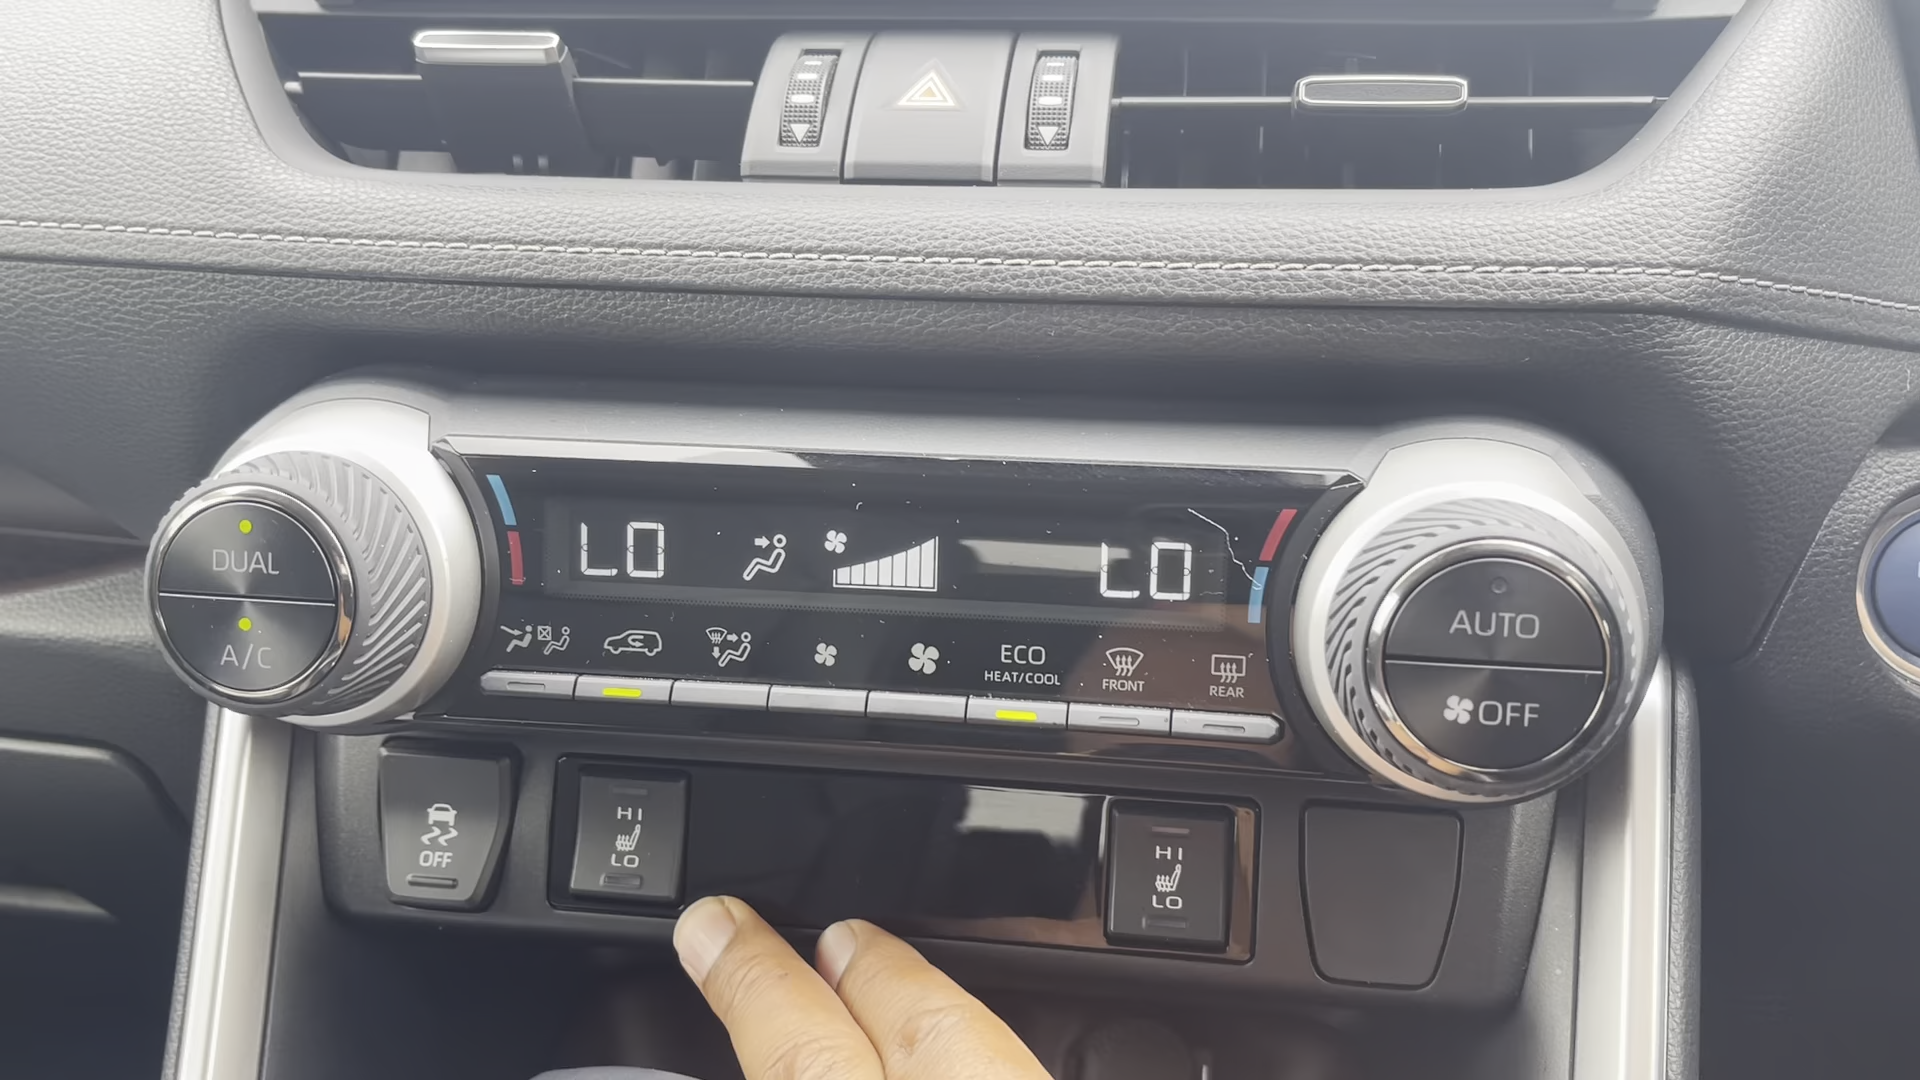 LO
LO
DUAL
A/C
ECO
HEAT/COOL
FRONT
REAR
AUTO
OFF
OFF
HI
LO
HI
LO